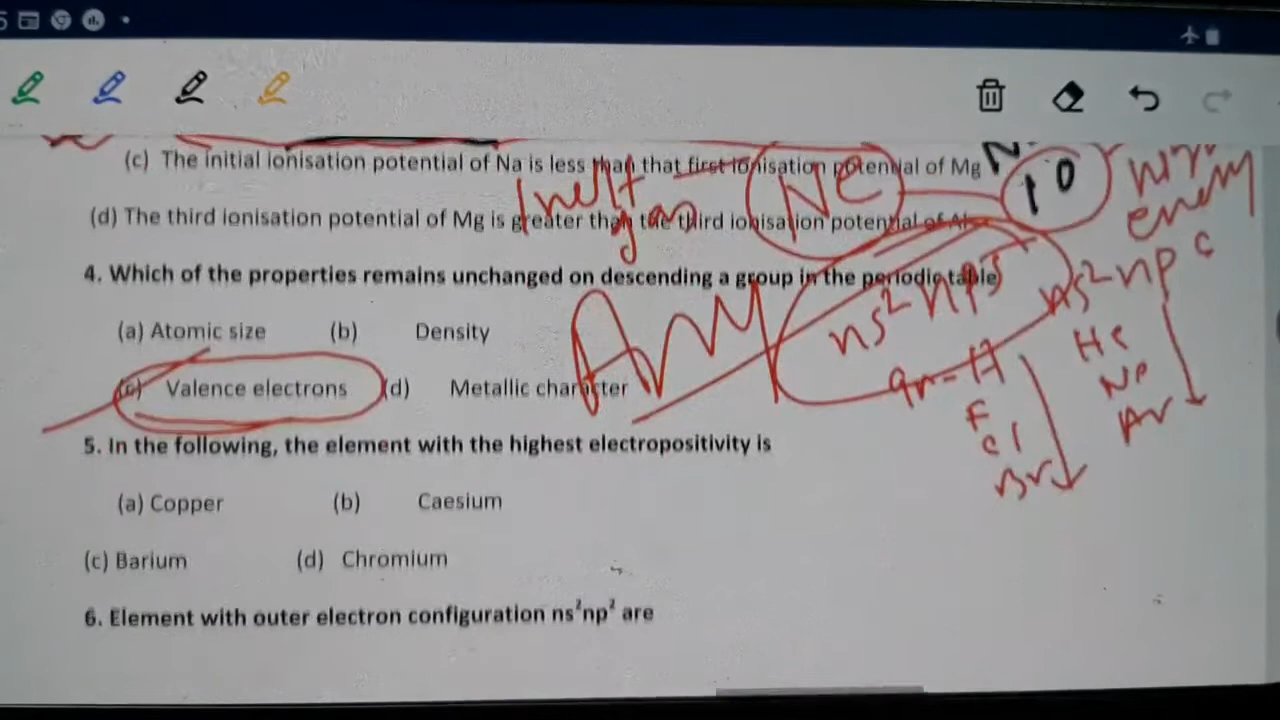 (c) The initial ionisation potential of Na is less than that first ionisation potential of Mg
Inert gas
Ne
10
(d) The third ionisation potential of Mg is greater than the third ionisation potential of Al
4. Which of the properties remains unchanged on descending a group in the periodic table
(a) Atomic size (b) Density
(c) Valence electrons (d) Metallic character
ns²np⁵
gr-17
F
Cl
Br
Ne
Ar
5. In the following, the element with the highest electropositivity is
(a) Copper (b) Caesium
(c) Barium (d) Chromium
6. Element with outer electron configuration ns²np² are